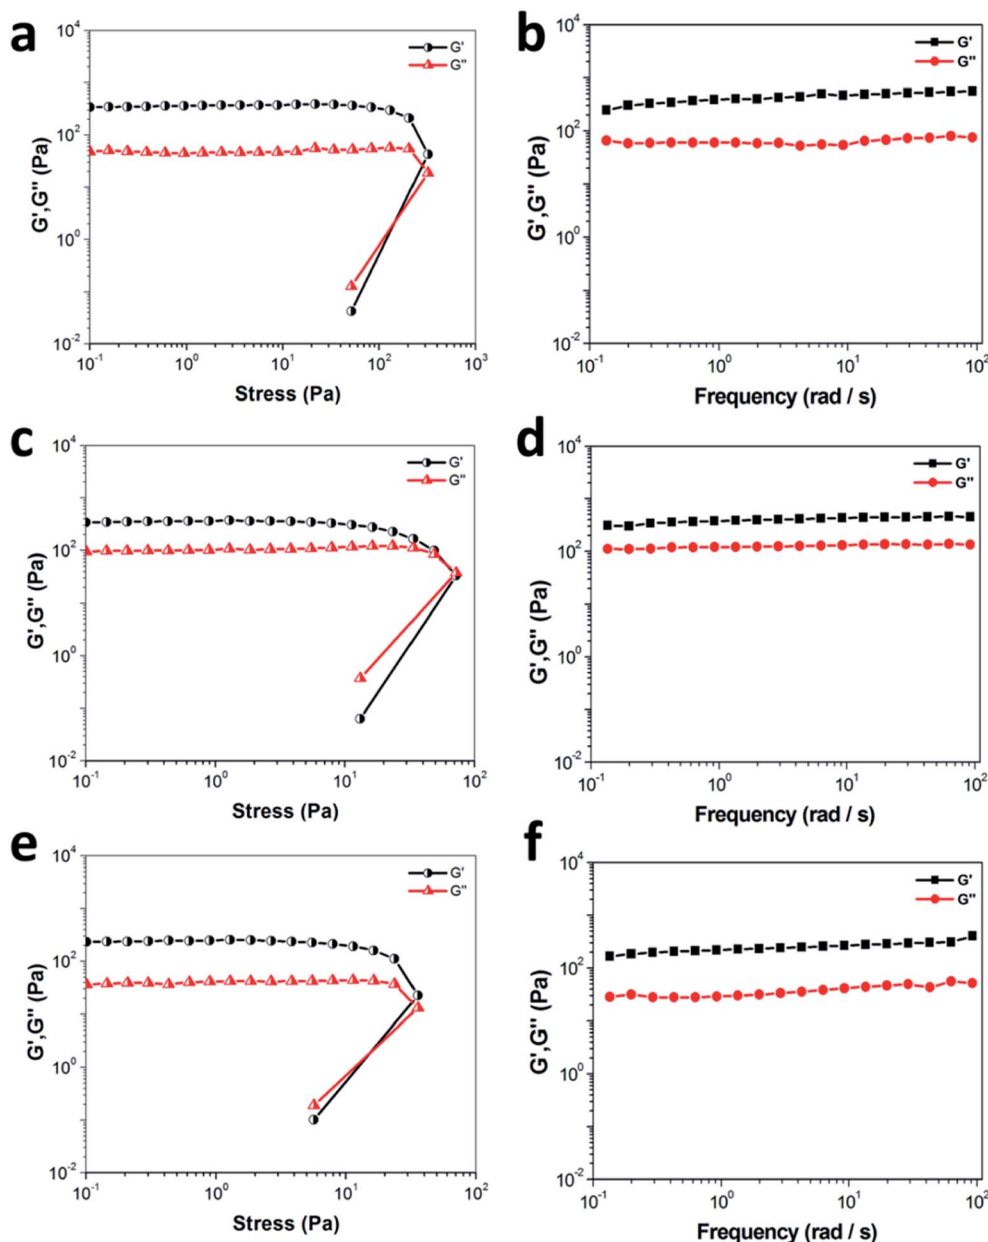 a
10^4
10^2
10^0
10^-2
G',G'' (Pa)
G'
G''
10^-1 10^0 10^1 10^2 10^3
Stress (Pa)
b
10^4
10^2
10^0
10^-2
G',G'' (Pa)
G'
G''
10^-1 10^0 10^1 10^2
Frequency (rad / s)
c
10^4
10^2
10^0
10^-2
G',G'' (Pa)
G'
G''
10^-1 10^0 10^1 10^2
Stress (Pa)
d
10^4
10^2
10^0
10^-2
G',G'' (Pa)
G'
G''
10^-1 10^0 10^1 10^2
Frequency (rad / s)
e
10^4
10^2
10^0
10^-2
G',G'' (Pa)
G'
G''
10^-1 10^0 10^1 10^2
Stress (Pa)
f
10^4
10^2
10^0
10^-2
G',G'' (Pa)
G'
G''
10^-1 10^0 10^1 10^2
Frequency (rad / s)